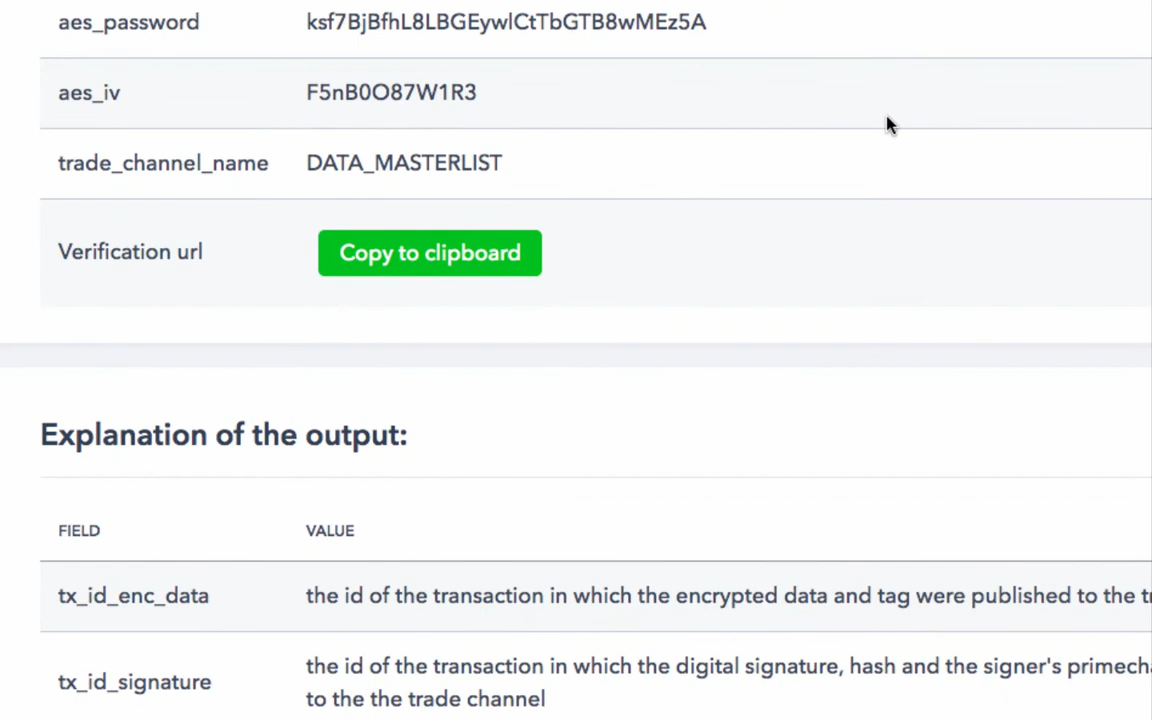 aes_password ksf7BjBfhL8LBGEywlCtTbGTB8wMEz5A
aes_iv F5nB0O87W1R3
trade_channel_name DATA_MASTERLIST
Verification url Copy to clipboard
Explanation of the output:
FIELD VALUE
tx_id_enc_data the id of the transaction in which the encrypted data and tag were published to the
tx_id_signature the id of the transaction in which the digital signature, hash and the signer's
to the the trade channel